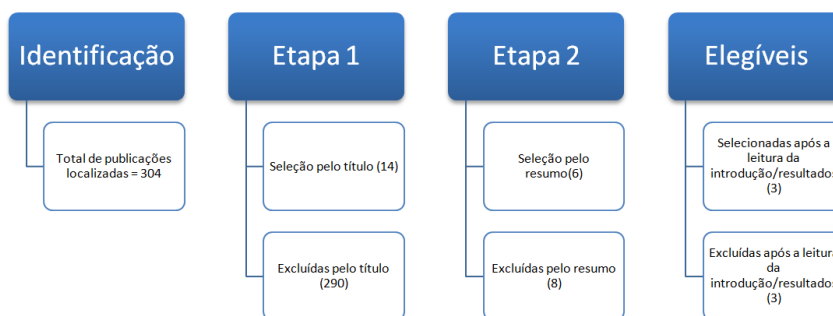 Identificação
Total de publicações
localizadas = 304
Etapa 1
Seleção pelo título (14)
Excluídas pelo título
(290)
Etapa 2
Seleção pelo
resumo(6)
Excluídas pelo resumo
(8)
Elegíveis
Selecionadas após a
leitura da
introdução/resultados
(3)
Excluídas após a leitura
da
introdução/resultados
(3)